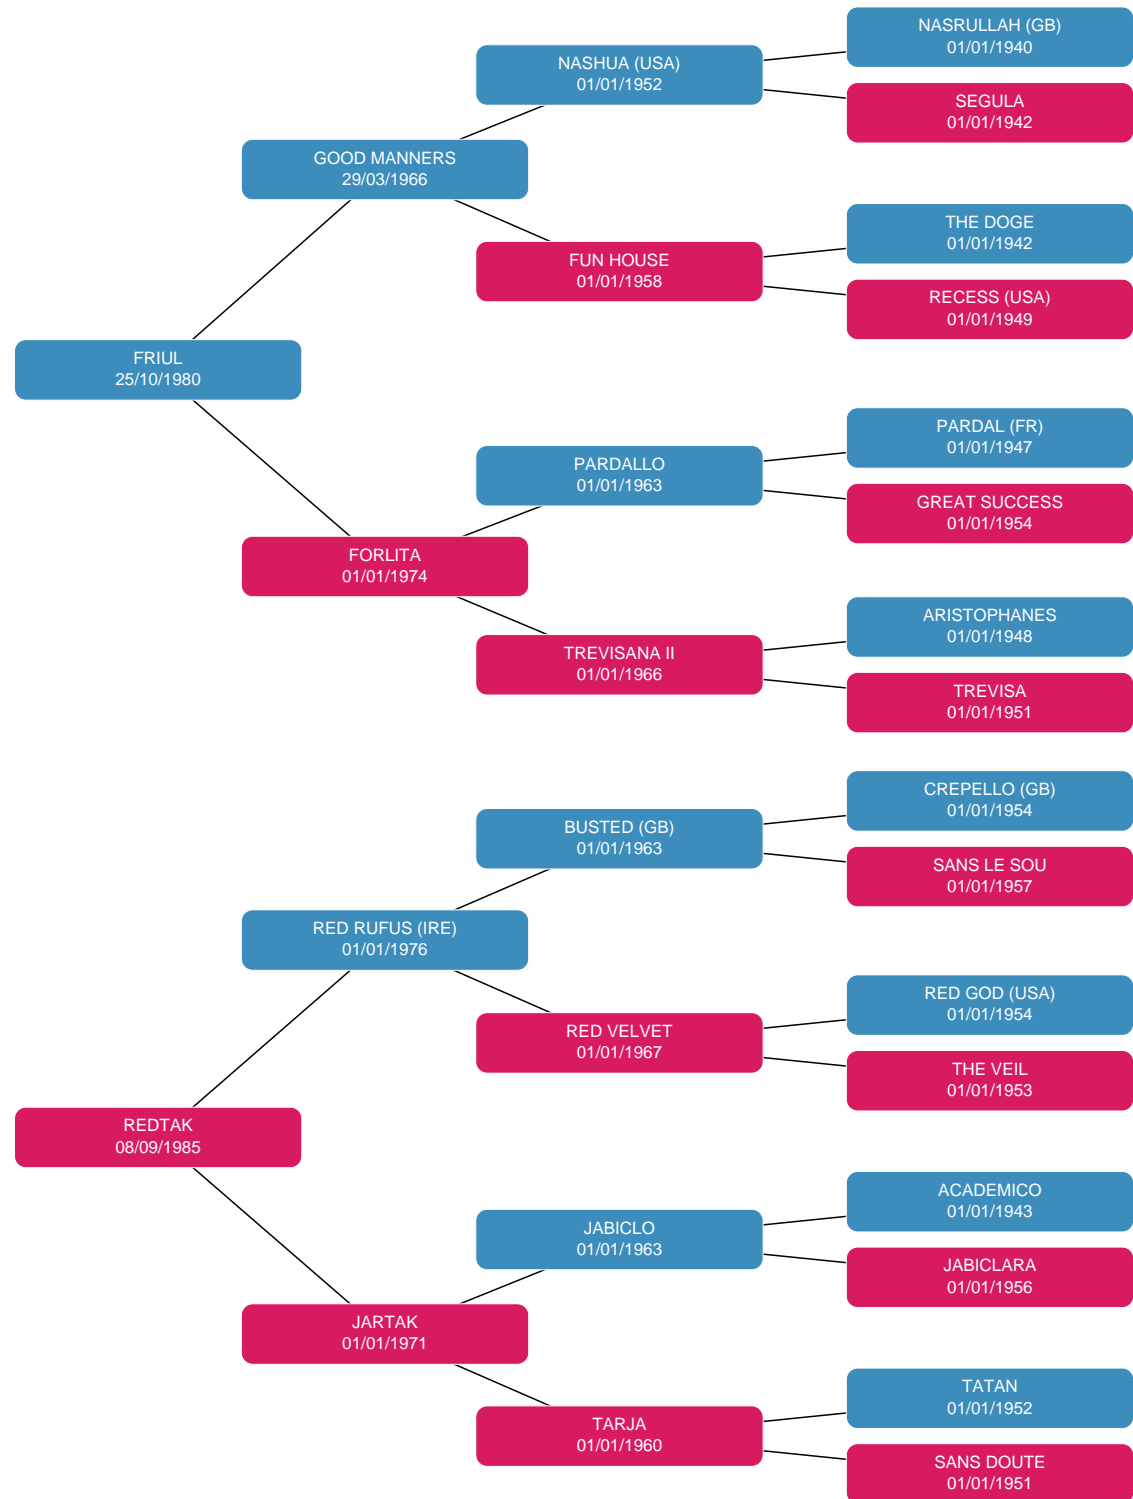 NASRULLAH (GB)
01/01/1940
NASHUA (USA)
01/01/1952
SEGULA
01/01/1942
GOOD MANNERS
29/03/1966
THE DOGE
01/01/1942
FUN HOUSE
01/01/1958
RECESS (USA)
01/01/1949
FRIUL
25/10/1980
PARDAL (FR)
01/01/1947
PARDALLO
01/01/1963
GREAT SUCCESS
01/01/1954
FORLITA
01/01/1974
ARISTOPHANES
01/01/1948
TREVISANA II
01/01/1966
TREVISA
01/01/1951
CREPELLO (GB)
01/01/1954
BUSTED (GB)
01/01/1963
SANS LE SOU
01/01/1957
RED RUFUS (IRE)
01/01/1976
RED GOD (USA)
01/01/1954
RED VELVET
01/01/1967
THE VEIL
01/01/1953
REDTAK
08/09/1985
ACADEMICO
01/01/1943
JABICLO
01/01/1963
JABICLARA
01/01/1956
JARTAK
01/01/1971
TATAN
01/01/1952
TARJA
01/01/1960
SANS DOUTE
01/01/1951